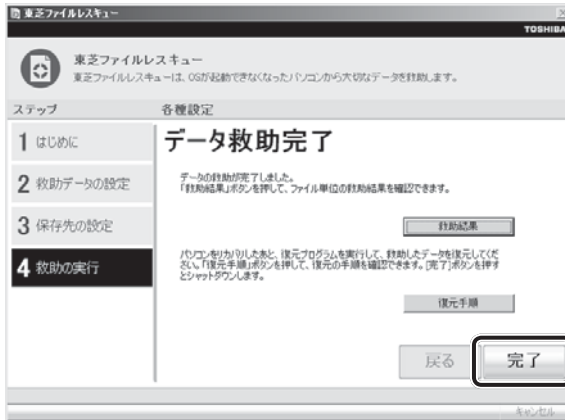 東芝ファイルレスキュー
TOSHIBA
東芝ファイルレスキュー
東芝ファイルレスキューは、OSが起動できなくなったパソコンから大切なデータを救助します。
ステップ
各種設定
1 はじめに
2 救助データの設定
3 保存先の設定
4 救助の実行
データ救助完了
データの救助が完了しました。
「救助結果」ボタンを押して、ファイル単位の救助結果を確認できます。
救助結果
パソコンをリカバリしたあと、復元プログラムを実行して、救助したデータを復元してくだ
さい。「復元手順」ボタンを押して、復元の手順を確認できます。[完了]ボタンを押す
とシャットダウンします。
復元手順
戻る
完了
キャンセル